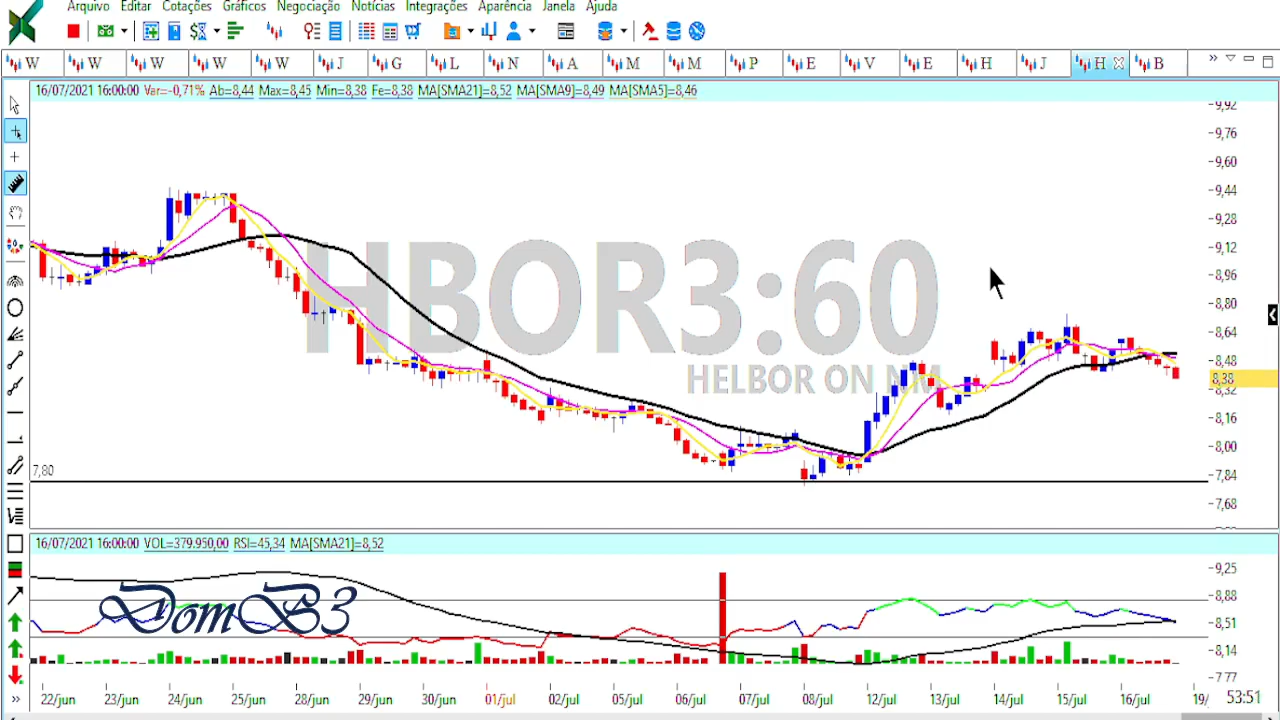 Arquivo Editar Cotações Gráficos Negociação Notícias Integrações Aparência Janela Ajuda
W W W W W J G L N A M M P E V E H J H B
16/07/2021 16:00:00 Var=-0,71% Ab=8,44 Max=8,45 Min=8,38 Fe=8,38 MA[SMA21]=8,52 MA[SMA9]=8,49 MA[SMA5]=8,46
9,92
9,76
9,60
9,44
9,28
9,12
8,96
8,80
8,64
8,48
8,38
8,32
8,16
8,00
7,84
7,68
HBOR3:60
HELBOR ON NM
7,80
16/07/2021 16:00:00 VOL=379.950,00 RSI=45,34 MA[SMA21]=8,52
9,25
8,88
8,51
8,14
7,77
DomB3
22/jun 23/jun 24/jun 25/jun 28/jun 29/jun 30/jun 01/jul 02/jul 05/jul 06/jul 07/jul 08/jul 12/jul 13/jul 14/jul 15/jul 16/jul 19/ 53:51